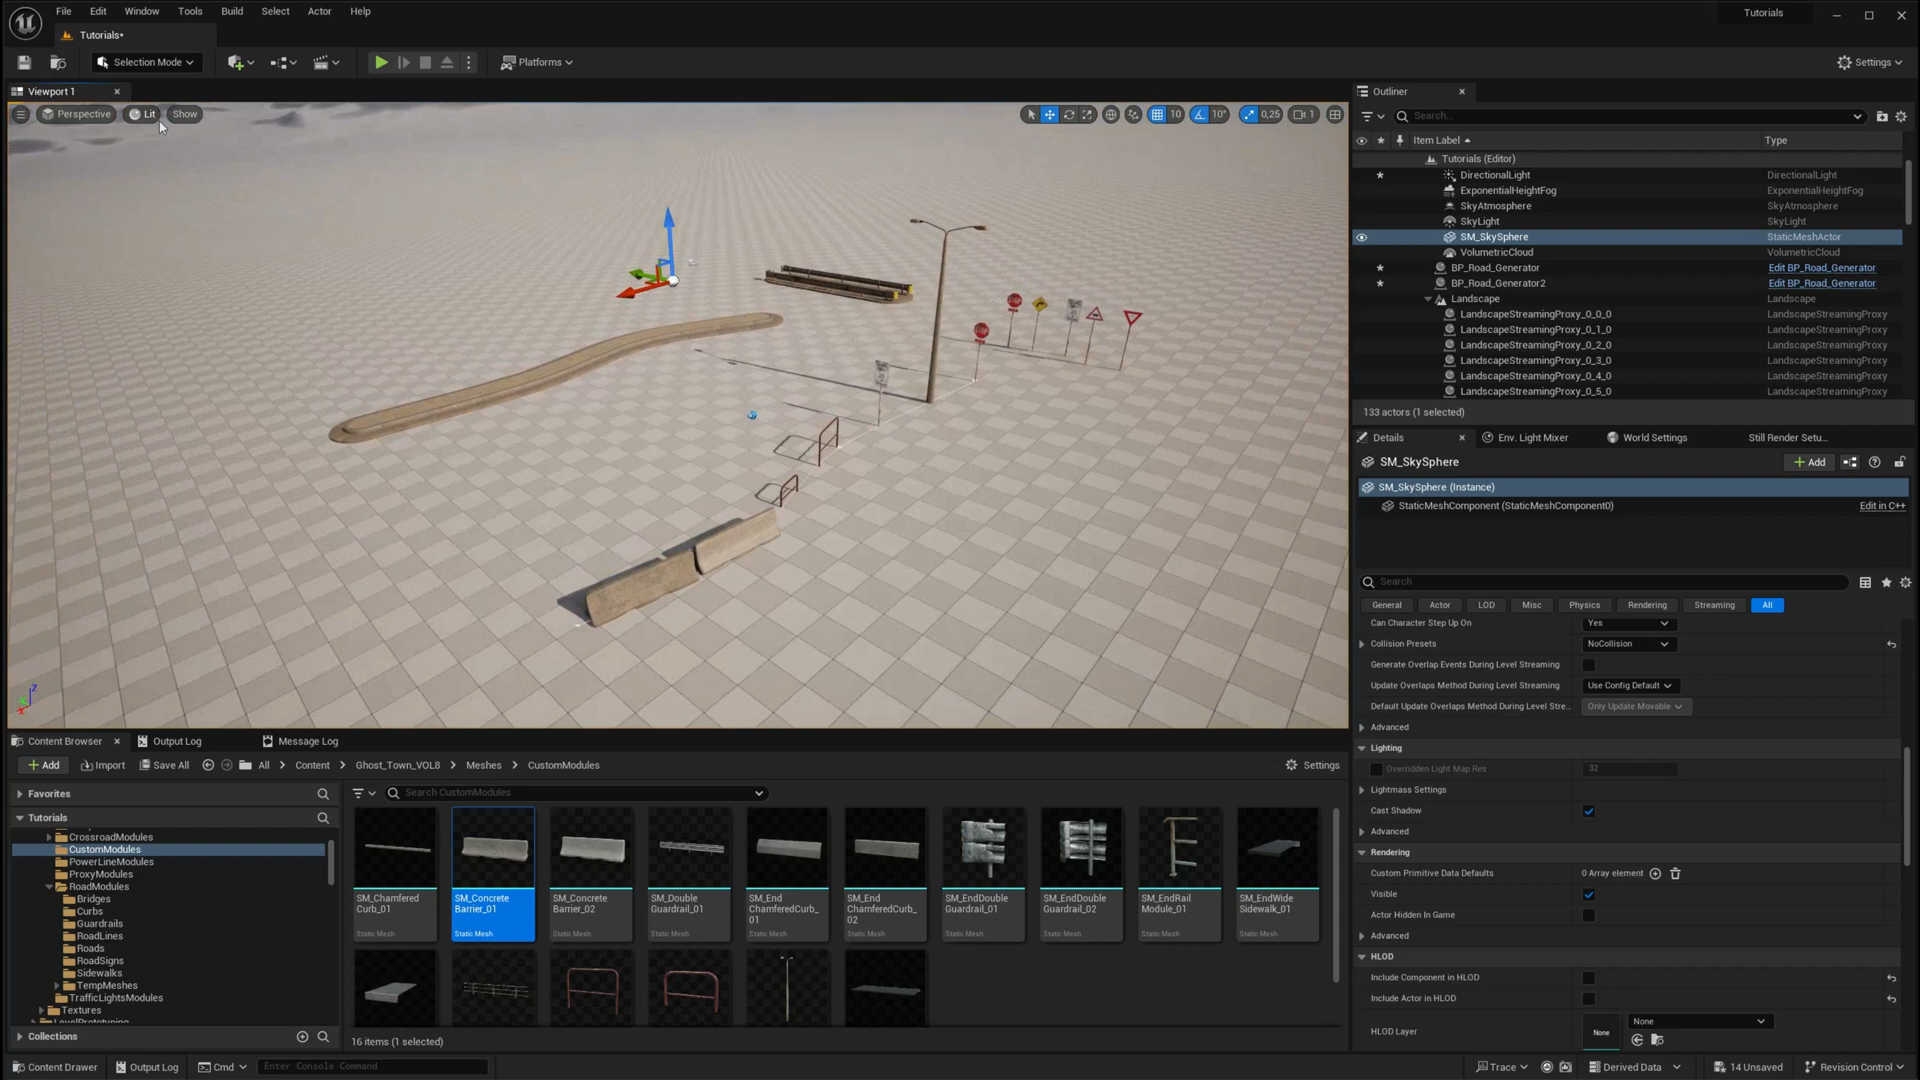 File Edit Window Tools Build Select Actor Help
Tutorials
Tutorials•
Selection Mode
Platforms
Settings
Viewport 1
Perspective
Lit
Show
10
10°
0,25
1
Outliner
Search...
Item Label
Type
Tutorials (Editor)
DirectionalLight DirectionalLight
ExponentialHeightFog ExponentialHeightFog
SkyAtmosphere SkyAtmosphere
SkyLight SkyLight
SM_SkySphere StaticMeshActor
VolumetricCloud VolumetricCloud
BP_Road_Generator Edit BP_Road_Generator
BP_Road_Generator2 Edit BP_Road_Generator
Landscape Landscape
LandscapeStreamingProxy_0_0_0 LandscapeStreamingProxy
LandscapeStreamingProxy_0_1_0 LandscapeStreamingProxy
LandscapeStreamingProxy_0_2_0 LandscapeStreamingProxy
LandscapeStreamingProxy_0_3_0 LandscapeStreamingProxy
LandscapeStreamingProxy_0_4_0 LandscapeStreamingProxy
LandscapeStreamingProxy_0_5_0 LandscapeStreamingProxy
133 actors (1 selected)
Details
Env. Light Mixer
World Settings
Still Render Setu...
SM_SkySphere
Add
SM_SkySphere (Instance)
StaticMeshComponent (StaticMeshComponent0)
Edit in C++
Search
General Actor LOD Misc Physics Rendering Streaming All
Can Character Step Up On Yes
Collision Presets NoCollision
Generate Overlap Events During Level Streaming
Update Overlaps Method During Level Streaming Use Config Default
Default Update Overlaps Method During Level Stre... Only Update Movable
Advanced
Lighting
Overridden Light Map Res 32
Lightmass Settings
Cast Shadow
Advanced
Rendering
Custom Primitive Data Defaults 0 Array element
Visible
Actor Hidden In Game
Advanced
HLOD
Include Component in HLOD
Include Actor in HLOD
HLOD Layer None None
STOP
STOP
Z
Content Browser
Output Log
Message Log
Add
Import
Save All
All > Content > Ghost_Town_VOL8 > Meshes > CustomModules
Settings
Favorites
Tutorials
CrossroadModules
CustomModules
PowerLineModules
ProxyModules
RoadModules
Bridges
Curbs
Guardrails
RoadLines
Roads
RoadSigns
Sidewalks
TempMeshes
TrafficLightsModules
Textures
LevelPrototyping
Collections
Search CustomModules
SM_Chamfered
Curb_01
Static Mesh
SM_Concrete
Barrier_01
Static Mesh
SM_Concrete
Barrier_02
Static Mesh
SM_Double
Guardrail_01
Static Mesh
SM_End
ChamferedCurb_
01
Static Mesh
SM_End
ChamferedCurb_
02
Static Mesh
SM_EndDouble
Guardrail_01
Static Mesh
SM_EndDouble
Guardrail_02
Static Mesh
SM_EndRail
Module_01
Static Mesh
SM_EndWide
Sidewalk_01
Static Mesh
16 items (1 selected)
Content Drawer
Output Log
Cmd
Enter Console Command
Trace
Derived Data
14 Unsaved
Revision Control